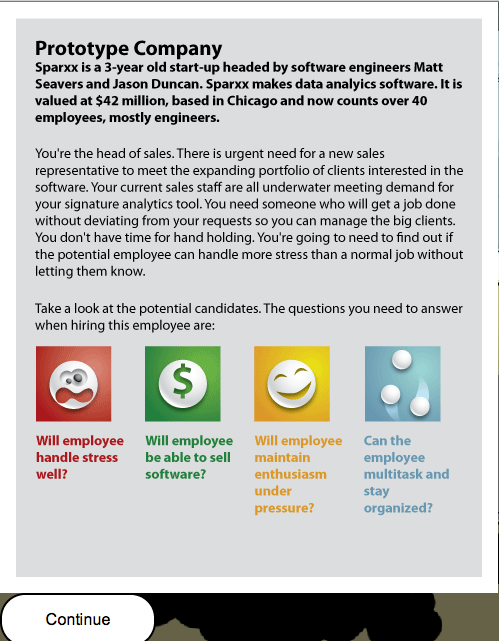 Prototype Company
Sparxx is a 3-year old start-up headed by software engineers Matt
Seavers and Jason Duncan. Sparxx makes data analyics software. It is
valued at $42 million, based in Chicago and now counts over 40
employees, mostly engineers.
You're the head of sales. There is urgent need for a new sales
representative to meet the expanding portfolio of clients interested in the
software. Your current sales staff are all underwater meeting demand for
your signature analytics tool. You need someone who will get a job done
without deviating from your requests so you can manage the big clients.
You don't have time for hand holding. You're going to need to find out if
the potential employee can handle more stress than a normal job without
letting them know.
Take a look at the potential candidates. The questions you need to answer
when hiring this employee are:
$
Will employee
handle stress
well?
Will employee
be able to sell
software?
Will employee
maintain
enthusiasm
under
pressure?
Can the
employee
multitask and
stay
organized?
Continue